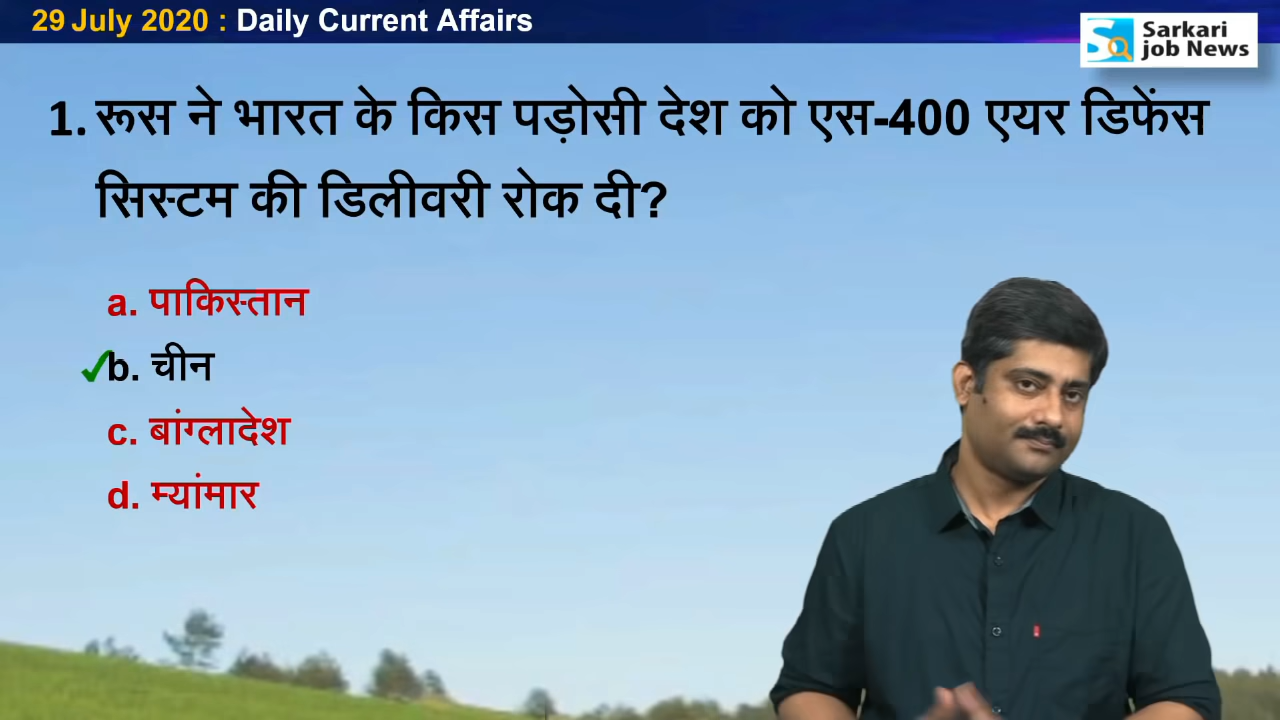 29 July 2020 : Daily Current Affairs
Sarkari
job News
1. रूस ने भारत के किस पड़ोसी देश को एस-400 एयर डिफेंस
सिस्टम की डिलीवरी रोक दी?
a. पाकिस्तान
b. चीन
c. बांग्लादेश
d. म्यांमार